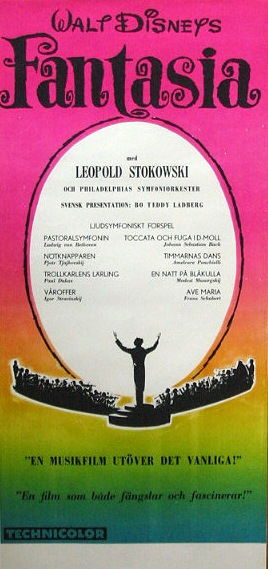 WALT DISNEYS
Fantasia
med
LEOPOLD STOKOWSKI
OCH PHILADELPHIAS SYMFONIORKESTER
SVENSK PRESENTATION: BO TEDDY LADBERG
LJUDSYMFONISKT FÖRSPEL
PASTORALSYMFONIN
Ludwig van Bethoven
TOCCATA OCH FUGA I D-MOLL
Johann Sebastian Bach
NÖTKNÄPPAREN
Pjotr Tjajkovskij
TIMMARNAS DANS
Amilcare Ponchielli
TROLLKARLENS LÄRLING
Paul Dukas
EN NATT PÅ BLÅKULLA
Modest Musorgskij
VÅROFFER
Igor Stravinskij
AVE MARIA
Franz Schubert
"EN MUSIKFILM UTÖVER DET VANLIGA!"
"En film som både fängslar och fascinerar!"
TECHNICOLOR